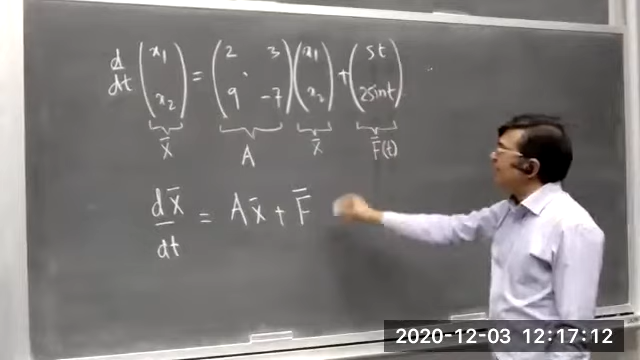 d/dt (x₁ x₂) = (2 3 9 -7)(x₁ x₂) + (5t 2sint)
x̄ A x̄ F̄(t)
dx̄/dt = Ax̄ + F̄
2020-12-03 12:17:12